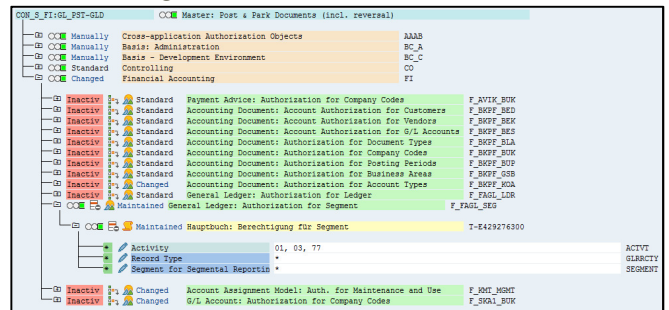 CON_S_FI:GL_PST-GLD Master: Post & Park Documents (incl. reversal)
Manually Cross-application Authorization Objects AAAB
Manually Basis: Administration BC_A
Manually Basis - Development Environment BC_C
Standard Controlling CO
Changed Financial Accounting FI
Inactiv Standard Payment Advice: Authorization for Company Codes F_AVIK_BUK
Inactiv Standard Accounting Document: Account Authorization for Customers F_BKPF_BED
Inactiv Standard Accounting Document: Account Authorization for Vendors F_BKPF_BEK
Inactiv Standard Accounting Document: Account Authorization for G/L Accounts F_BKPF_BES
Inactiv Standard Accounting Document: Authorization for Document Types F_BKPF_BLA
Inactiv Standard Accounting Document: Authorization for Company Codes F_BKPF_BUK
Inactiv Standard Accounting Document: Authorization for Posting Periods F_BKPF_BUP
Inactiv Standard Accounting Document: Authorization for Business Areas F_BKPF_GSB
Inactiv Changed Accounting Document: Authorization for Account Types F_BKPF_KOA
Inactiv Standard General Ledger: Authorization for Ledger F_FAGL_LDR
Maintained General Ledger: Authorization for Segment F_FAGL_SEG
Maintained Hauptbuch: Berechtigung für Segment T-E429276300
* Activity 01, 03, 77 ACTVT
* Record Type * GLRRCTY
* Segment for Segmental Reportin * SEGMENT
Inactiv Changed Account Assignment Model: Auth. for Maintenance and Use F_KMT_MGMT
Inactiv Changed G/L Account: Authorization for Company Codes F_SKA1_BUK